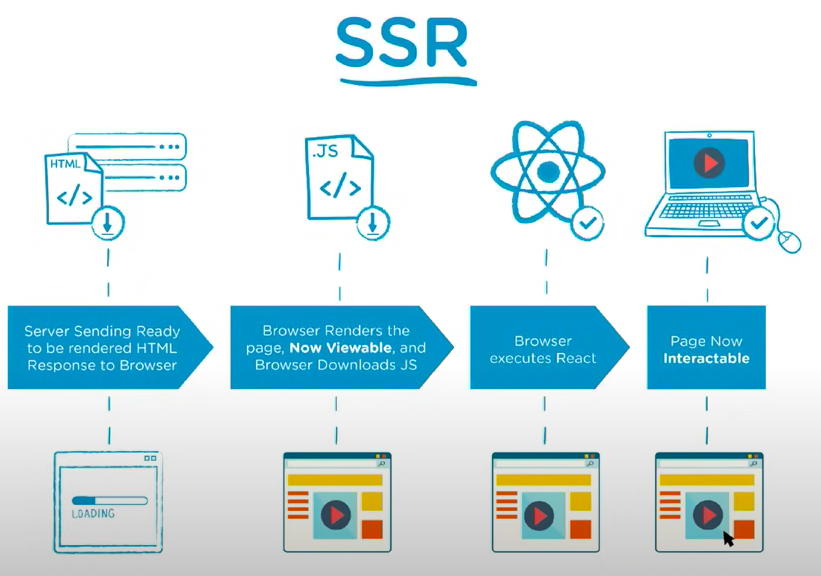 SSR
HTML
</>
.JS
</>
Server Sending Ready
to be rendered HTML
Response to Browser
Browser Renders the
page, Now Viewable, and
Browser Downloads JS
Browser
executes React
Page Now
Interactable
LOADING